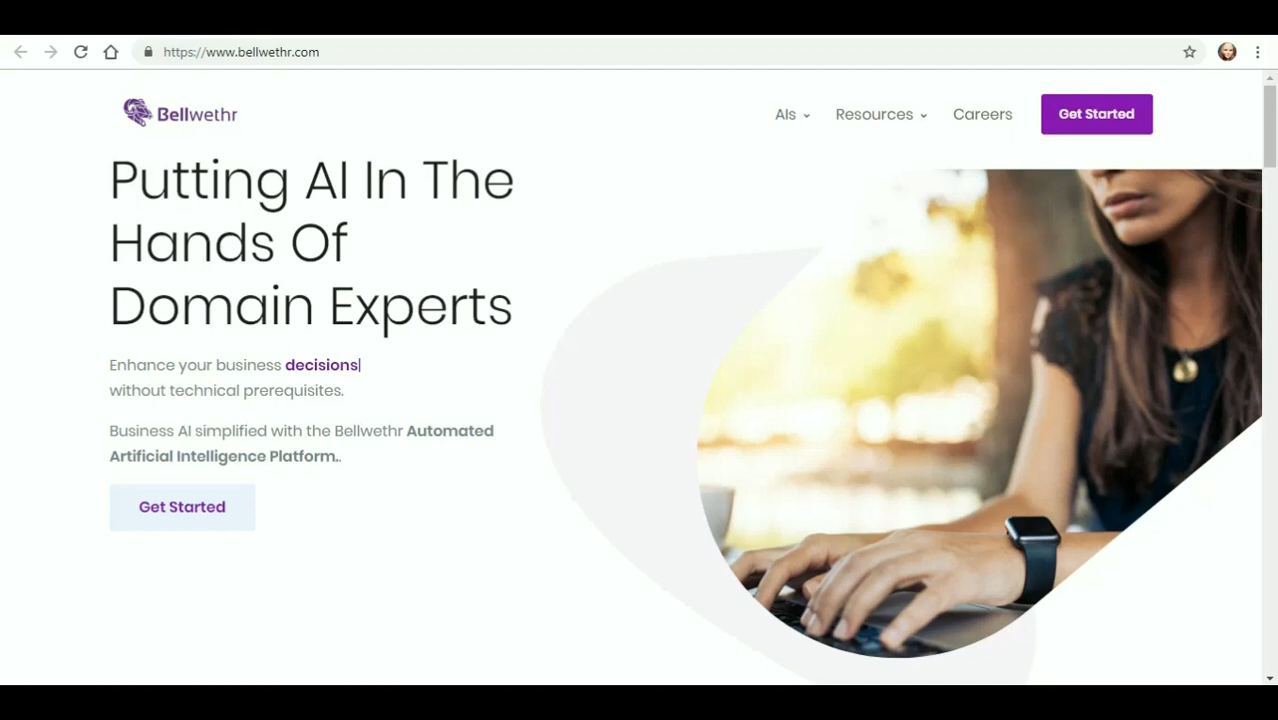 https://www.bellwethr.com
Bellwethr
AIs
Resources
Careers
Get Started
Putting AI In The
Hands Of
Domain Experts
Enhance your business decisions|
without technical prerequisites.
Business AI simplified with the Bellwethr Automated
Artificial Intelligence Platform..
Get Started